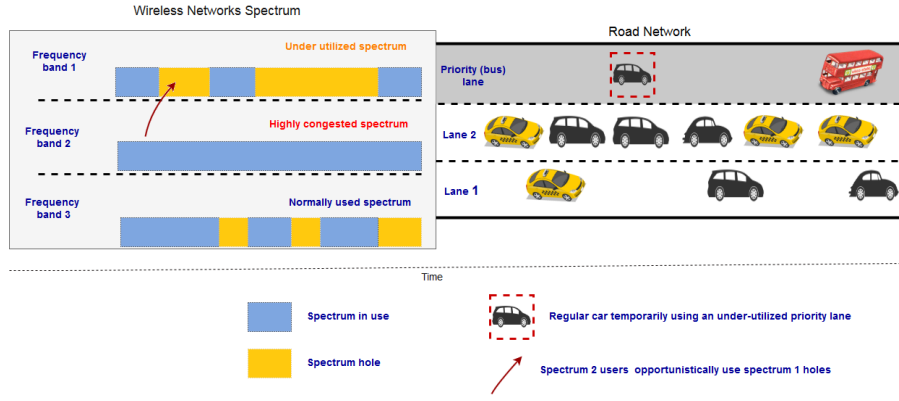 Wireless Networks Spectrum
Road Network
Under utilized spectrum
Frequency
band 1
Priority (bus)
lane
Highly congested spectrum
Frequency
band 2
Lane 2
Normally used spectrum
Frequency
band 3
Lane 1
Time
Spectrum in use
Regular car temporarily using an under-utilized priority lane
Spectrum hole
Spectrum 2 users opportunistically use spectrum 1 holes